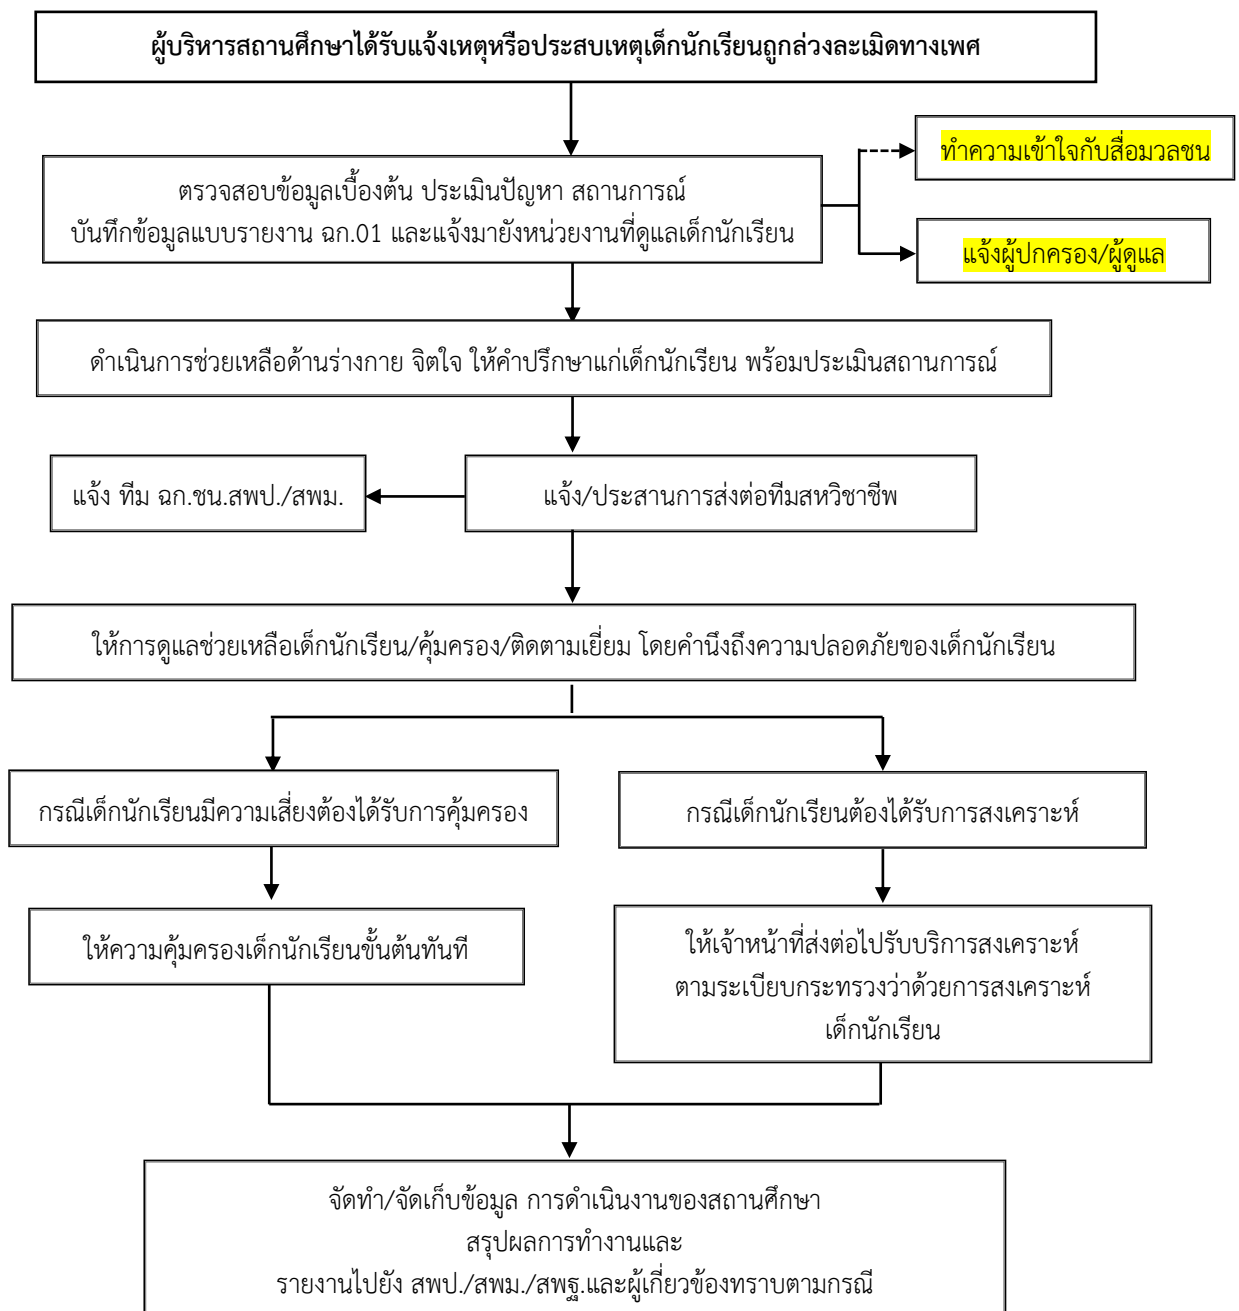 ผู้บริหารสถานศึกษาได้รับแจ้งเหตุหรือประสบเหตุเด็กนักเรียนถูกล่วงละเมิดทางเพศ
ทำความเข้าใจกับสื่อมวลชน
ตรวจสอบข้อมูลเบื้องต้น ประเมินปัญหา สถานการณ์
บันทึกข้อมูลแบบรายงาน ฉก.01 และแจ้งมายังหน่วยงานที่ดูแลเด็กนักเรียน
แจ้งผู้ปกครอง/ผู้ดูแล
ดำเนินการช่วยเหลือด้านร่างกาย จิตใจ ให้คำปรึกษาแก่เด็กนักเรียน พร้อมประเมินสถานการณ์
แจ้ง ทีม ฉก.ชน.สพป./สพม.
แจ้ง/ประสานการส่งต่อทีมสหวิชาชีพ
ให้การดูแลช่วยเหลือเด็กนักเรียน/คุ้มครอง/ติดตามเยี่ยม โดยคำนึงถึงความปลอดภัยของเด็กนักเรียน
กรณีเด็กนักเรียนมีความเสี่ยงต้องได้รับการคุ้มครอง
กรณีเด็กนักเรียนต้องได้รับการสงเคราะห์
ให้ความคุ้มครองเด็กนักเรียนขั้นต้นทันที
ให้เจ้าหน้าที่ส่งต่อไปรับบริการสงเคราะห์
ตามระเบียบกระทรวงว่าด้วยการสงเคราะห์
เด็กนักเรียน
จัดทำ/จัดเก็บข้อมูล การดำเนินงานของสถานศึกษา
สรุปผลการทำงานและ
รายงานไปยัง สพป./สพม./สพฐ.และผู้เกี่ยวข้องทราบตามกรณี